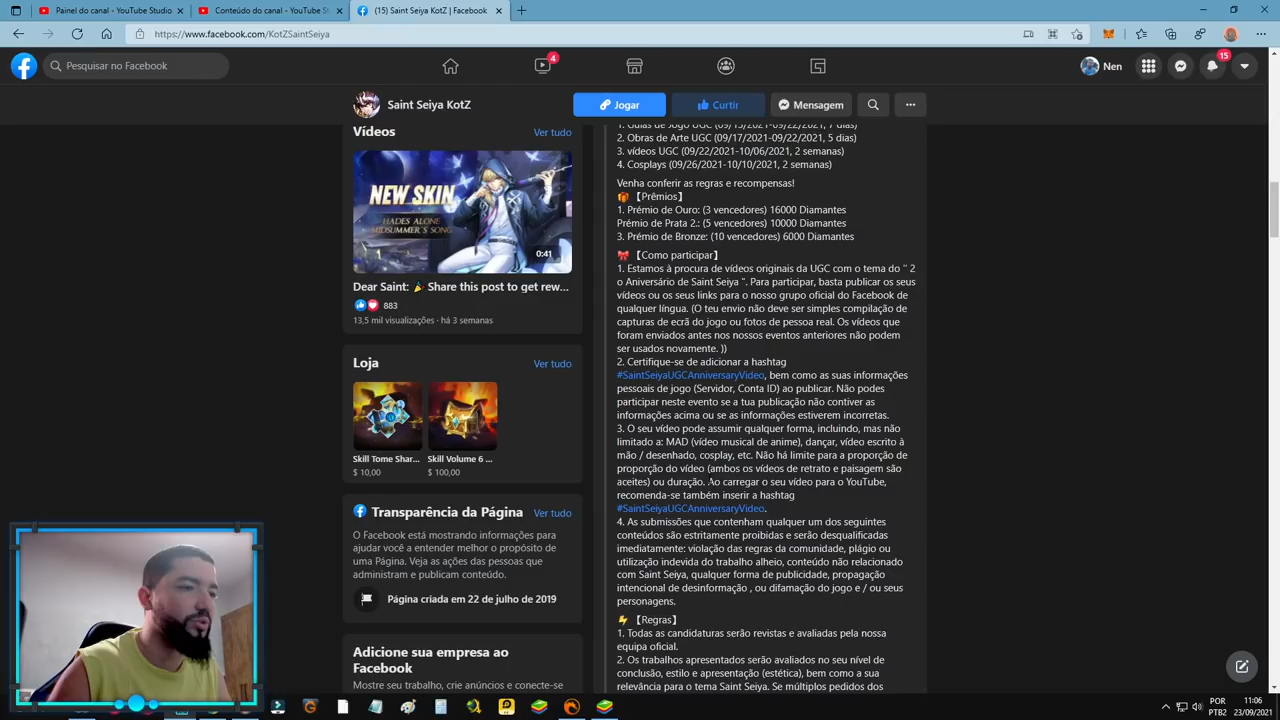 Painel do canal - YouTube Studio
Conteúdo do canal - YouTube Stu
(15) Saint Seiya KotZ | Facebook
https://www.facebook.com/KotZSaintSeiya
Pesquisar no Facebook
4
Nen
15
Saint Seiya KotZ
Jogar
Curtir
Mensagem
Vídeos
Ver tudo
NEW SKIN
HADES ALONE
MIDSUMMER'S SONG
0:41
Dear Saint: 🎉 Share this post to get rew...
883
13,5 mil visualizações · há 3 semanas
Loja
Ver tudo
Skill Tome Shar...
Skill Volume 6 ...
$ 10,00
$ 100,00
Transparência da Página
Ver tudo
O Facebook está mostrando informações para
ajudar você a entender melhor o propósito de
uma Página. Veja as ações das pessoas que
administram e publicam conteúdo.
Página criada em 22 de julho de 2019
Adicione sua empresa ao
Facebook
Mostre seu trabalho, crie anúncios e conecte-se
1. Guias de Jogo UGC (09/15/2021-09/22/2021, 7 dias)
2. Obras de Arte UGC (09/17/2021-09/22/2021, 5 dias)
3. vídeos UGC (09/22/2021-10/06/2021, 2 semanas)
4. Cosplays (09/26/2021-10/10/2021, 2 semanas)
Venha conferir as regras e recompensas!
🎁【Prêmios】
1. Prémio de Ouro: (3 vencedores) 16000 Diamantes
Prémio de Prata 2.: (5 vencedores) 10000 Diamantes
3. Prémio de Bronze: (10 vencedores) 6000 Diamantes
🎀【Como participar】
1. Estamos à procura de vídeos originais da UGC com o tema do “ 2
o Aniversário de Saint Seiya ”. Para participar, basta publicar os seus
vídeos ou os seus links para o nosso grupo oficial do Facebook de
qualquer língua. (O teu envio não deve ser simples compilação de
capturas de ecrã do jogo ou fotos de pessoa real. Os vídeos que
foram enviados antes nos nossos eventos anteriores não podem
ser usados novamente. ))
2. Certifique-se de adicionar a hashtag
#SaintSeiyaUGCAnniversaryVideo, bem como as suas informações
pessoais de jogo (Servidor, Conta ID) ao publicar. Não podes
participar neste evento se a tua publicação não contiver as
informações acima ou se as informações estiverem incorretas.
3. O seu vídeo pode assumir qualquer forma, incluindo, mas não
limitado a: MAD (vídeo musical de anime), dançar, vídeo escrito à
mão / desenhado, cosplay, etc. Não há limite para a proporção de
proporção do vídeo (ambos os vídeos de retrato e paisagem são
aceites) ou duração. Ao carregar o seu vídeo para o YouTube,
recomenda-se também inserir a hashtag
#SaintSeiyaUGCAnniversaryVideo.
4. As submissões que contenham qualquer um dos seguintes
conteúdos são estritamente proibidas e serão desqualificadas
imediatamente: violação das regras da comunidade, plágio ou
utilização indevida do trabalho alheio, conteúdo não relacionado
com Saint Seiya, qualquer forma de publicidade, propagação
intencional de desinformação , ou difamação do jogo e / ou seus
personagens.
⚡【Regras】
1. Todas as candidaturas serão revistas e avaliadas pela nossa
equipa oficial.
2. Os trabalhos apresentados serão avaliados no seu nível de
conclusão, estilo e apresentação (estética), bem como a sua
relevância para o tema Saint Seiya. Se múltiplos pedidos dos
POR
PTB2
11:06
23/09/2021